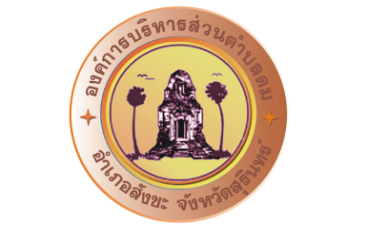 องค์การบริหารส่วนตำบลดม
อำเภอสังขะ จังหวัดสุรินทร์